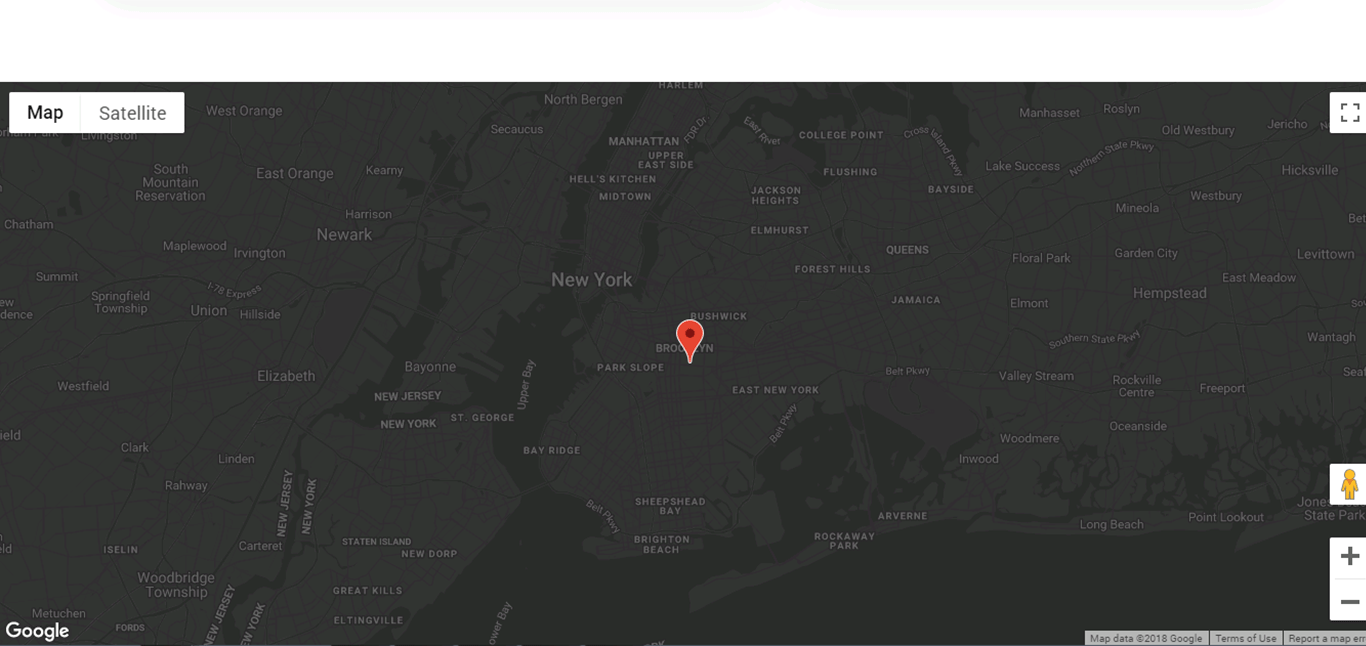 HARLEM
Map
Satellite
West Orange
North Bergen
Manhasset
Roslyn
Livingston
Secaucus
FDR Dr
East River
COLLEGE POINT
Cross Island Pkwy
Old Westbury
Jericho
MANHATTAN
UPPER
EAST SIDE
Northern State Pkwy
South
Mountain
Reservation
East Orange
Kearny
HELL'S KITCHEN
MIDTOWN
JACKSON
HEIGHTS
FLUSHING
BAYSIDE
Lake Success
Hicksville
Westbury
Chatham
Harrison
Newark
Mineola
Maplewood
Irvington
ELMHURST
QUEENS
Garden City
Levittown
Summit
New York
FOREST HILLS
Floral Park
East Meadow
Springfield
Township
I-78 Express
Union
Hillside
JAMAICA
Elmont
Hempstead
BUSHWICK
Southern State Pkwy
Wantagh
BROOKLYN
PARK SLOPE
Bayonne
Elizabeth
Upper Bay
Belt Pkwy
Valley Stream
Rockville
Centre
Freeport
Westfield
NEW JERSEY
NEW YORK
ST. GEORGE
EAST NEW YORK
Belt Pkwy
Oceanside
Clark
Linden
BAY RIDGE
Woodmere
Inwood
Rahway
NEW JERSEY
NEW YORK
SHEEPSHEAD
BAY
Belt Pkwy
ARVERNE
Long Beach
Point Lookout
State Park
ISELIN
Carteret
STATEN ISLAND
NEW DORP
BRIGHTON
BEACH
ROCKAWAY
PARK
Woodbridge
Township
GREAT KILLS
ELTINGVILLE
NEW JERSEY
NEW YORK
Metuchen
FORDS
Google
Map data ©2018 Google
Terms of Use
Report a map